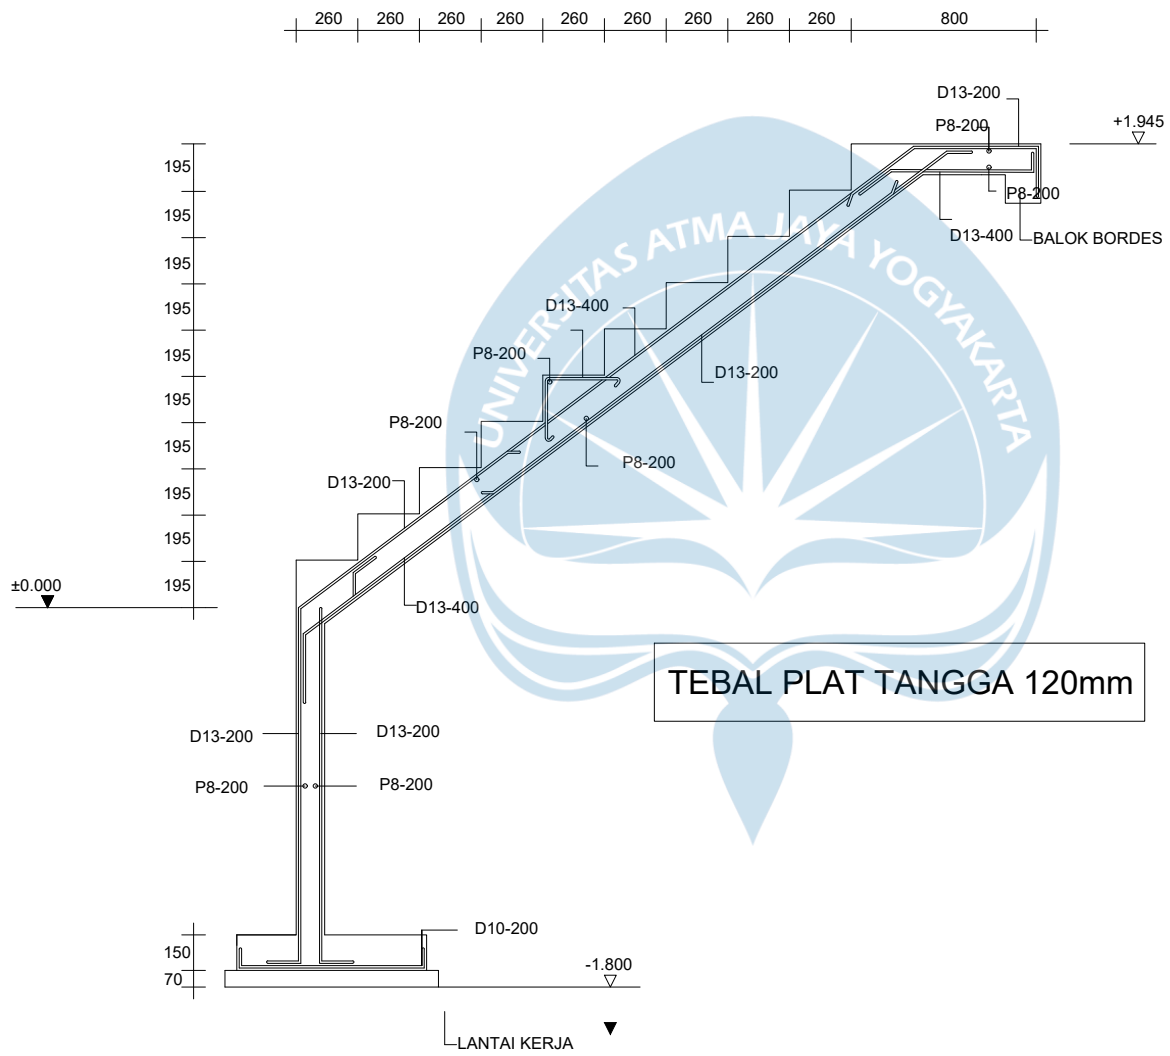 260 260 260 260 260 260 260 260 260 800
D13-200
P8-200
+1.945
195
195
P8-200
UNIVERSITAS ATMA JAYA YOGYAKARTA
D13-400
BALOK BORDES
195
195
D13-400
195
P8-200
D13-200
195
P8-200
195
P8-200
D13-200
195
195
±0.000
195
D13-400
TEBAL PLAT TANGGA 120mm
D13-200
D13-200
P8-200
P8-200
D10-200
150
-1.800
70
LANTAI KERJA